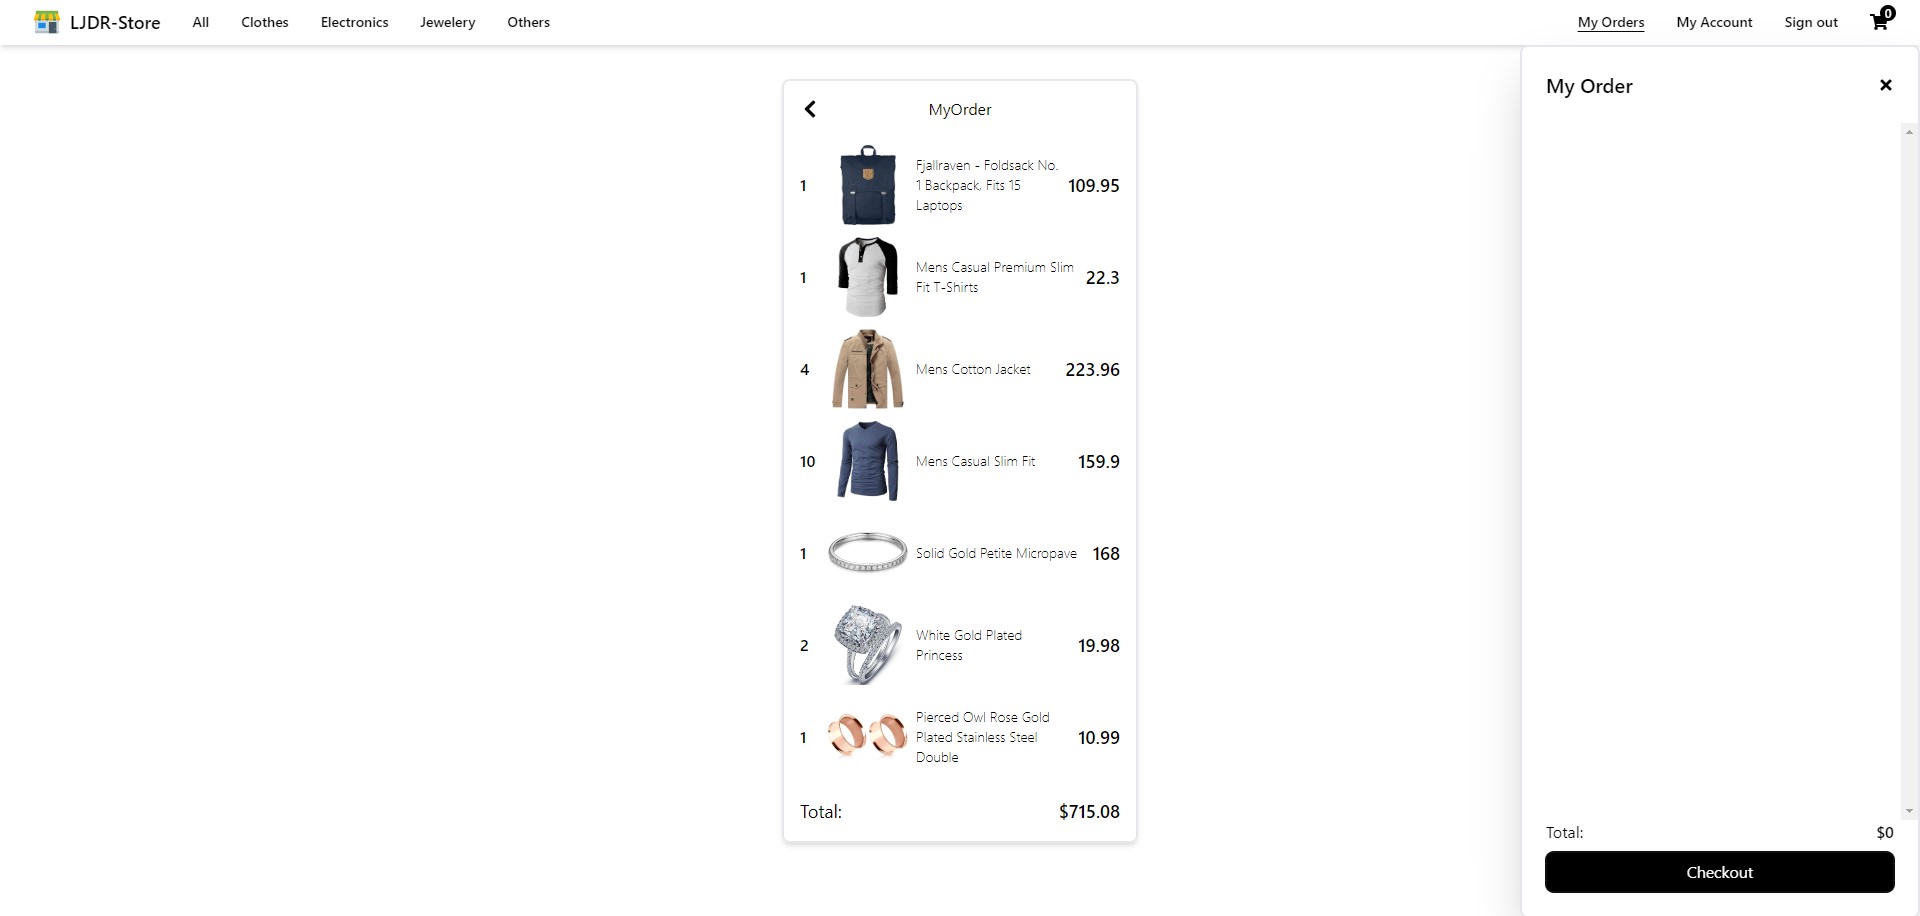 LJDR-Store All Clothes Electronics Jewelery Others My Orders My Account Sign out 0
MyOrder
1 Fjallraven - Foldsack No. 1 Backpack, Fits 15 Laptops 109.95
1 Mens Casual Premium Slim Fit T-Shirts 22.3
4 Mens Cotton Jacket 223.96
10 Mens Casual Slim Fit 159.9
1 Solid Gold Petite Micropave 168
2 White Gold Plated Princess 19.98
1 Pierced Owl Rose Gold Plated Stainless Steel Double 10.99
Total: $715.08
My Order
Total: $0
Checkout